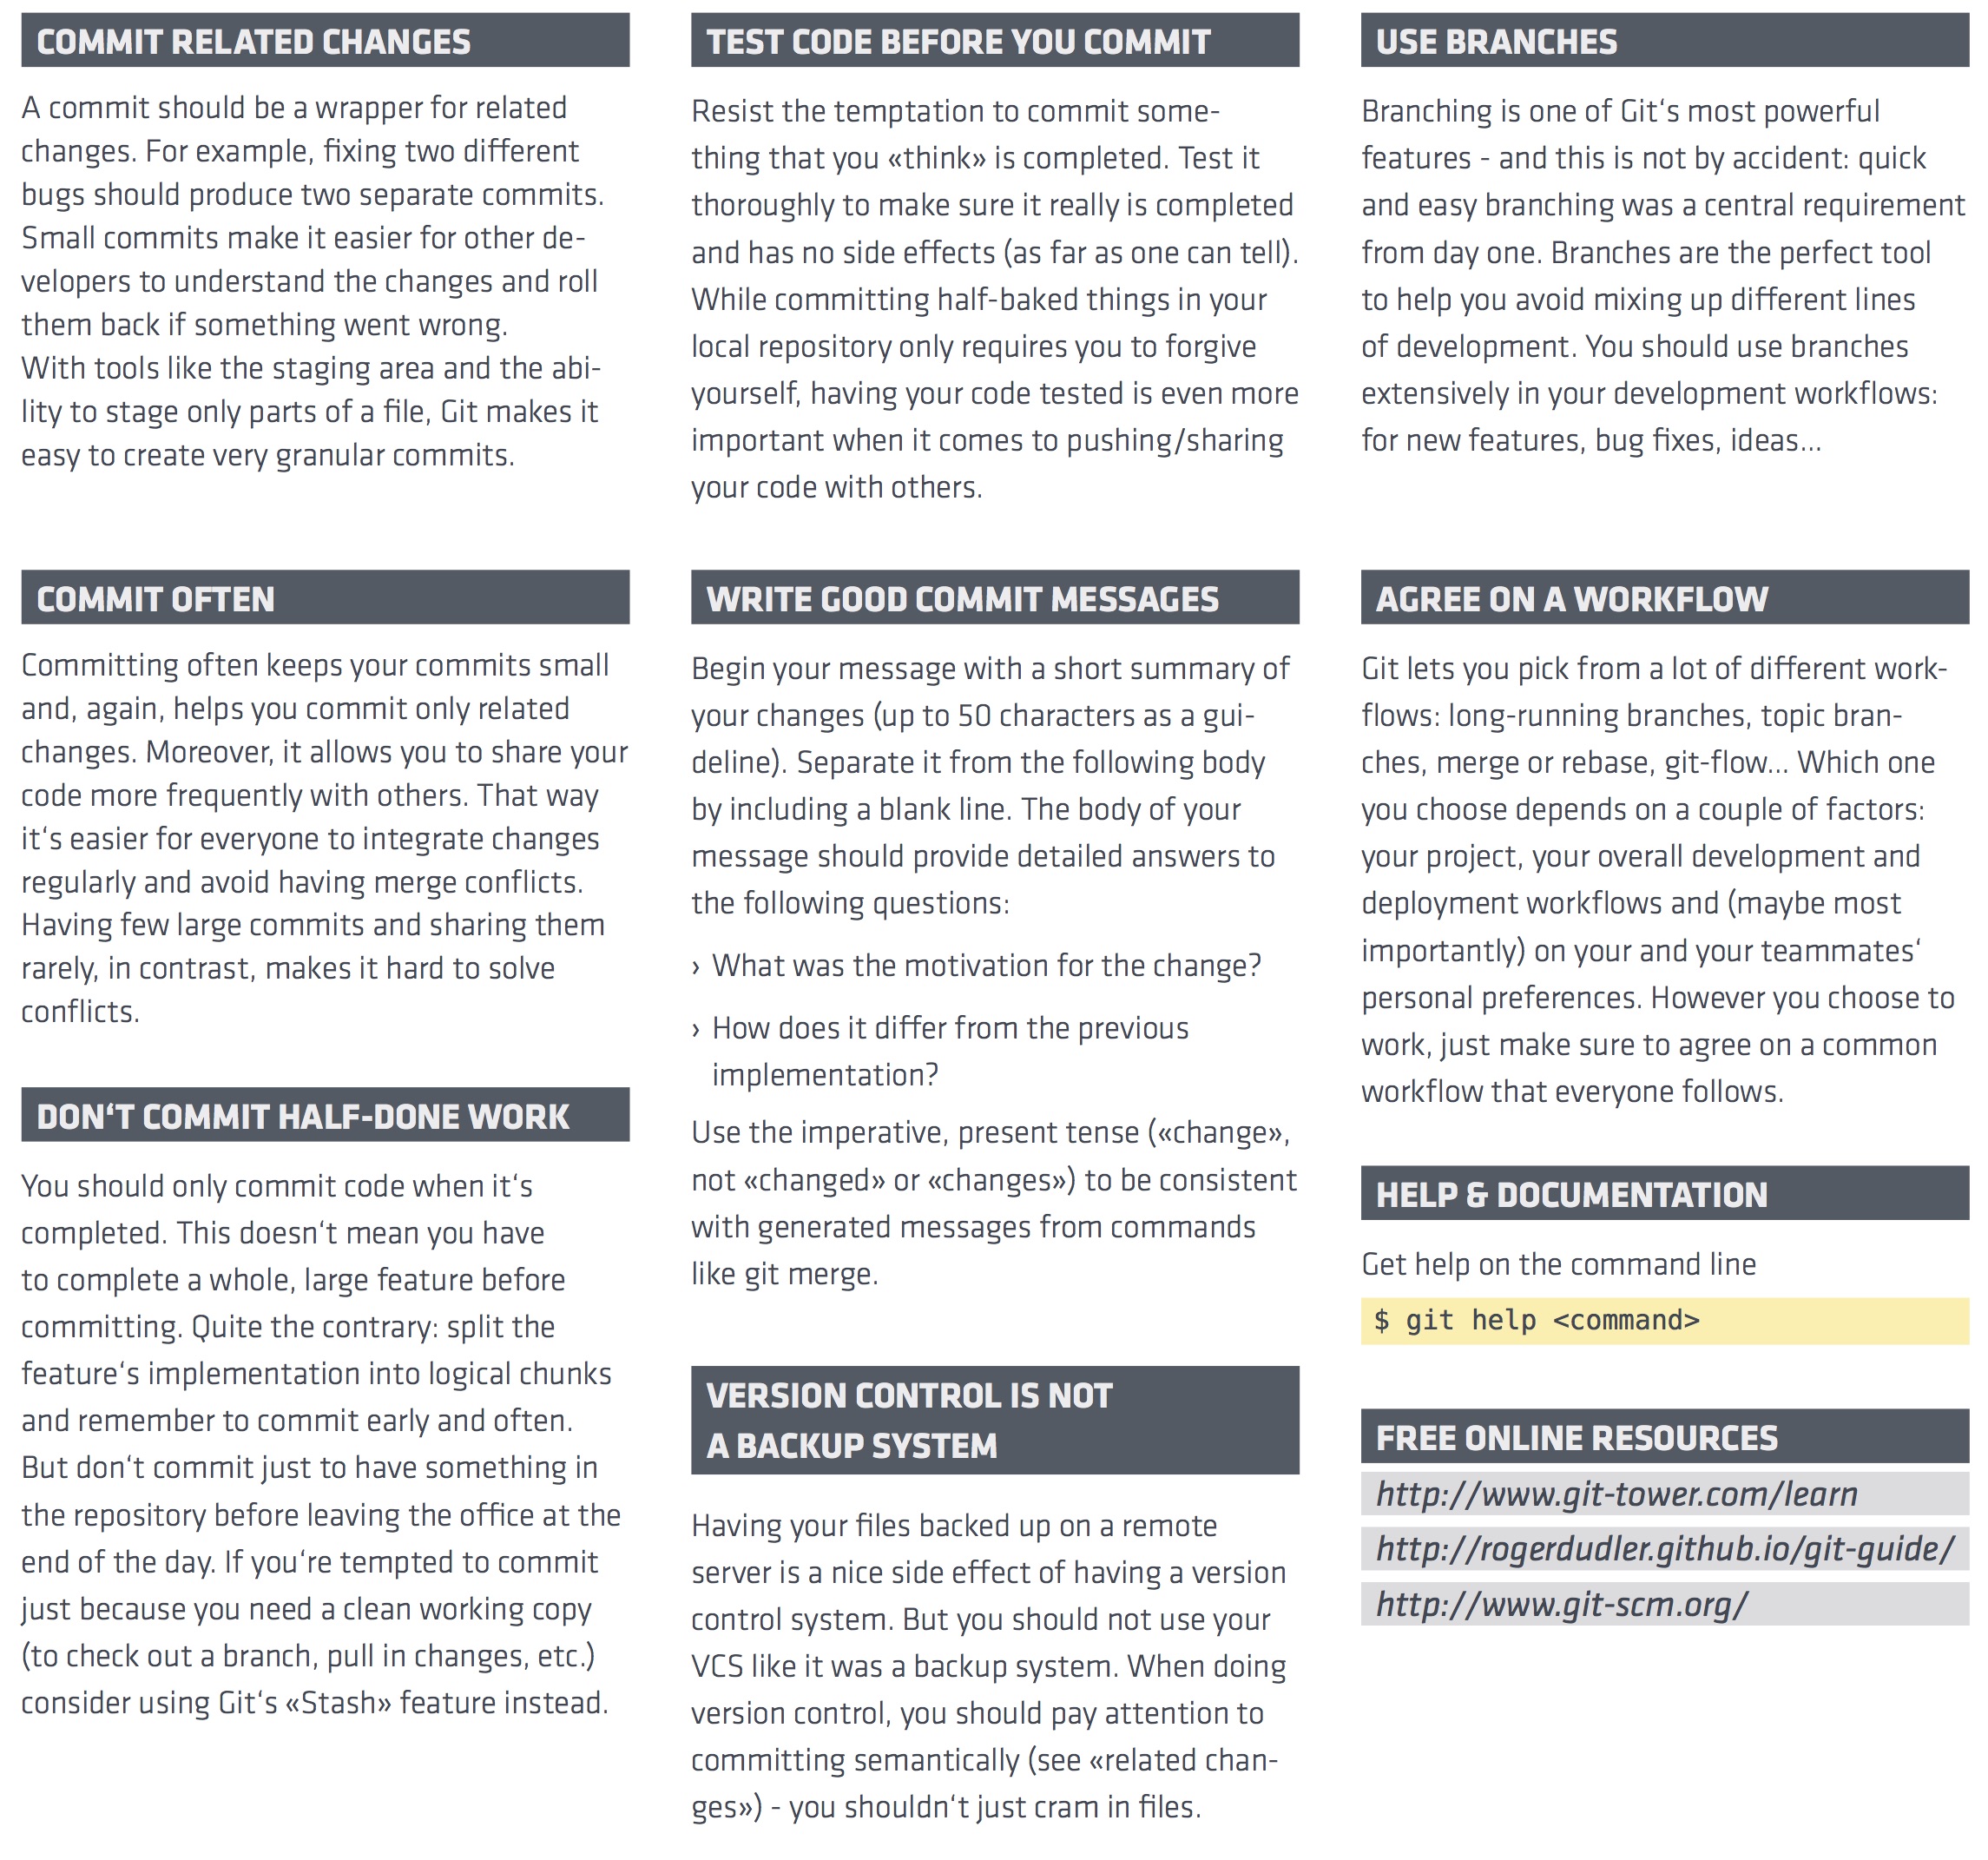 COMMIT RELATED CHANGES
A commit should be a wrapper for related
changes. For example, fixing two different
bugs should produce two separate commits.
Small commits make it easier for other de-
velopers to understand the changes and roll
them back if something went wrong.
With tools like the staging area and the abi-
lity to stage only parts of a file, Git makes it
easy to create very granular commits.
COMMIT OFTEN
Committing often keeps your commits small
and, again, helps you commit only related
changes. Moreover, it allows you to share your
code more frequently with others. That way
it‘s easier for everyone to integrate changes
regularly and avoid having merge conflicts.
Having few large commits and sharing them
rarely, in contrast, makes it hard to solve
conflicts.
DON‘T COMMIT HALF-DONE WORK
You should only commit code when it‘s
completed. This doesn‘t mean you have
to complete a whole, large feature before
committing. Quite the contrary: split the
feature‘s implementation into logical chunks
and remember to commit early and often.
But don‘t commit just to have something in
the repository before leaving the office at the
end of the day. If you‘re tempted to commit
just because you need a clean working copy
(to check out a branch, pull in changes, etc.)
consider using Git‘s «Stash» feature instead.
TEST CODE BEFORE YOU COMMIT
Resist the temptation to commit some-
thing that you «think» is completed. Test it
thoroughly to make sure it really is completed
and has no side effects (as far as one can tell).
While committing half-baked things in your
local repository only requires you to forgive
yourself, having your code tested is even more
important when it comes to pushing/sharing
your code with others.
WRITE GOOD COMMIT MESSAGES
Begin your message with a short summary of
your changes (up to 50 characters as a gui-
deline). Separate it from the following body
by including a blank line. The body of your
message should provide detailed answers to
the following questions:
› What was the motivation for the change?
› How does it differ from the previous
implementation?
Use the imperative, present tense («change»,
not «changed» or «changes») to be consistent
with generated messages from commands
like git merge.
VERSION CONTROL IS NOT
A BACKUP SYSTEM
Having your files backed up on a remote
server is a nice side effect of having a version
control system. But you should not use your
VCS like it was a backup system. When doing
version control, you should pay attention to
committing semantically (see «related chan-
ges») - you shouldn‘t just cram in files.
USE BRANCHES
Branching is one of Git‘s most powerful
features - and this is not by accident: quick
and easy branching was a central requirement
from day one. Branches are the perfect tool
to help you avoid mixing up different lines
of development. You should use branches
extensively in your development workflows:
for new features, bug fixes, ideas...
AGREE ON A WORKFLOW
Git lets you pick from a lot of different work-
flows: long-running branches, topic bran-
ches, merge or rebase, git-flow... Which one
you choose depends on a couple of factors:
your project, your overall development and
deployment workflows and (maybe most
importantly) on your and your teammates‘
personal preferences. However you choose to
work, just make sure to agree on a common
workflow that everyone follows.
HELP & DOCUMENTATION
Get help on the command line
$ git help <command>
FREE ONLINE RESOURCES
http://www.git-tower.com/learn
http://rogerdudler.github.io/git-guide/
http://www.git-scm.org/